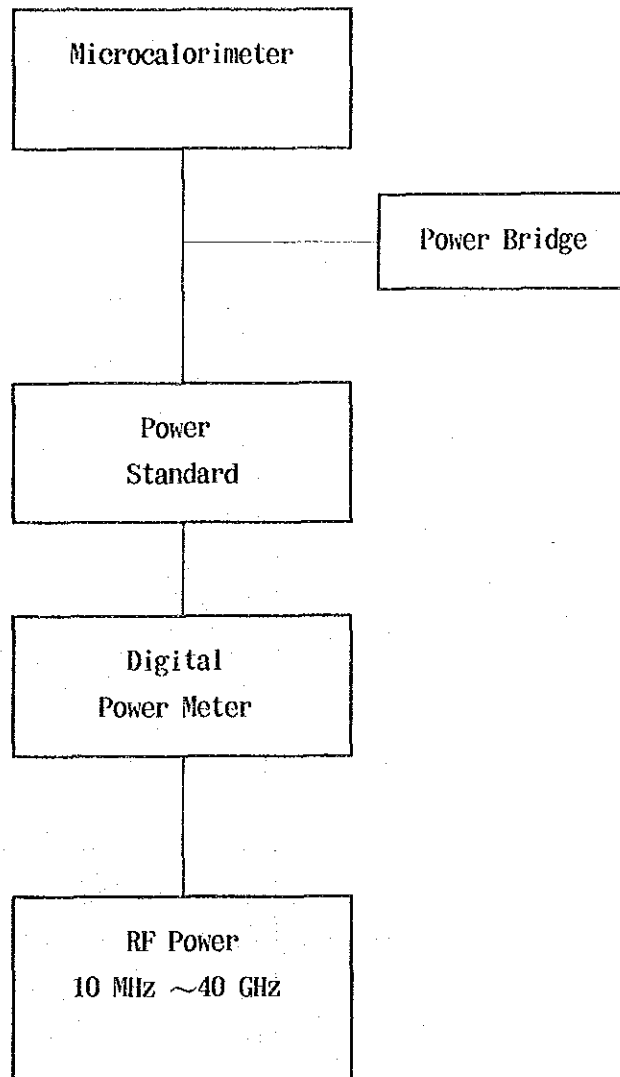 Microcalorimeter
Power Bridge
Power
Standard
Digital
Power Meter
RF Power
10 MHz ～40 GHz